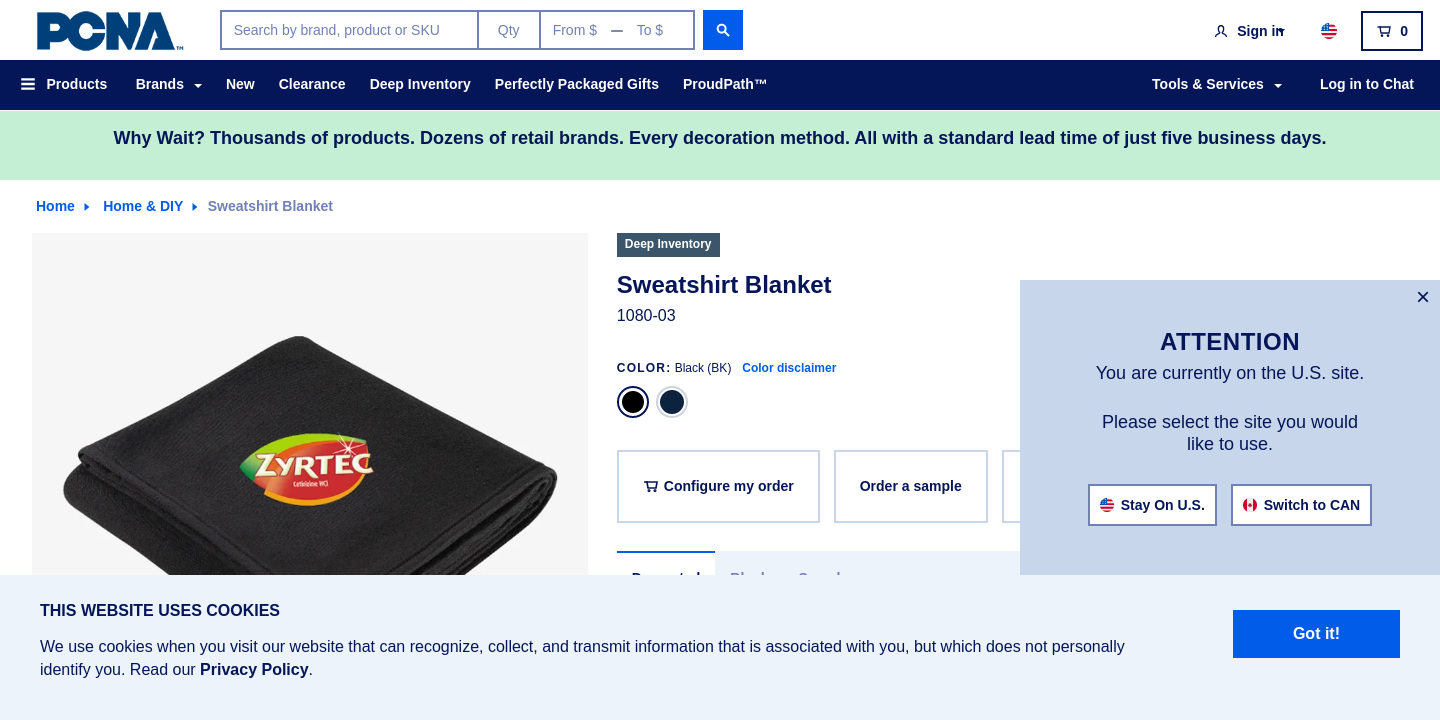 PCNA™
Search by brand, product or SKU
Qty
From $ — To $
Sign in
0
Products
Brands
New
Clearance
Deep Inventory
Perfectly Packaged Gifts
ProudPath™
Tools & Services
Log in to Chat
Why Wait? Thousands of products. Dozens of retail brands. Every decoration method. All with a standard lead time of just five business days.
Home
Home & DIY
Sweatshirt Blanket
Deep Inventory
Sweatshirt Blanket
1080-03
COLOR: Black (BK) Color disclaimer
ZYRTEC
Configure my order
Order a sample
×
ATTENTION
You are currently on the U.S. site.
Please select the site you would
like to use.
Stay On U.S.
Switch to CAN
THIS WEBSITE USES COOKIES
We use cookies when you visit our website that can recognize, collect, and transmit information that is associated with you, but which does not personally
identify you. Read our Privacy Policy.
Got it!